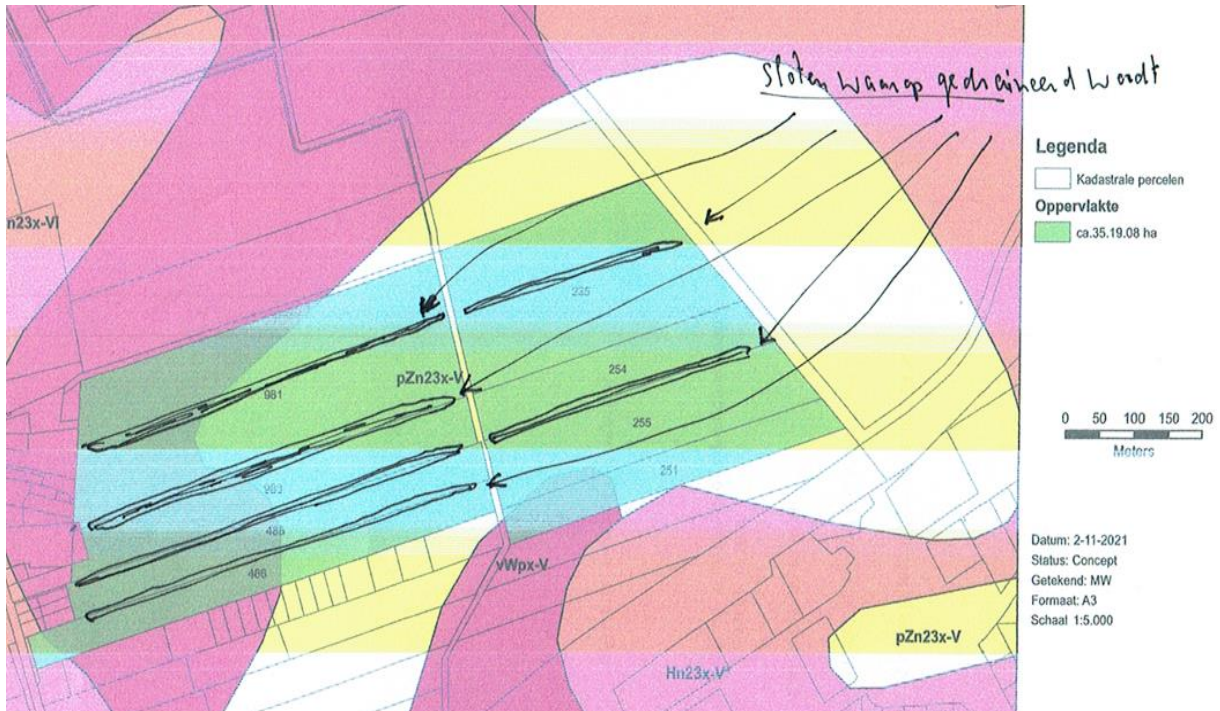 sloten waarop gedraineerd wordt
Legenda
Kadastrale percelen
Oppervlakte
ca.35.19.08 ha
n23x-VI
235
981
pZn23x-V
254
255
251
983
485
486
vWpx-V
pZn23x-V
Hn23x-V*
0 50 100 150 200
Meters
Datum: 2-11-2021
Status: Concept
Getekend: MW
Formaat: A3
Schaal 1:5.000